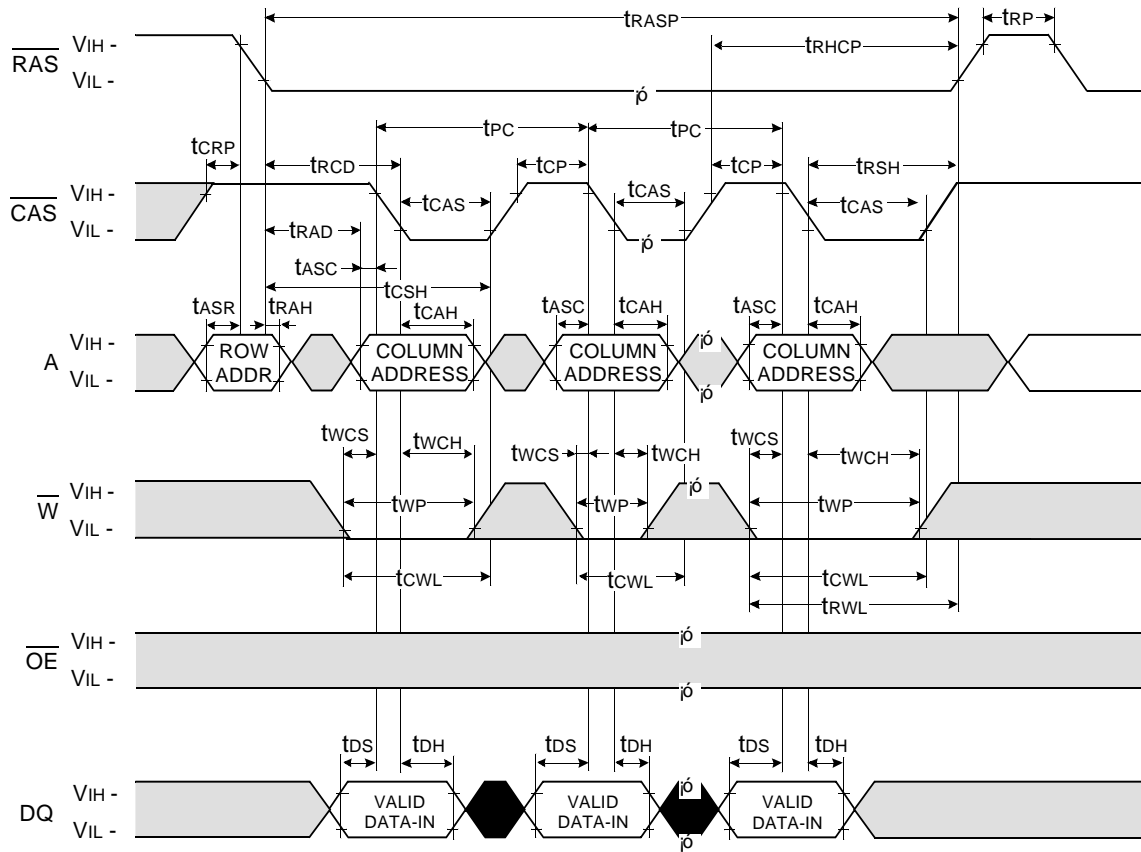 tRASP
tRP
tRHCP
RAS
VIH -
VIL -
¡ó
tPC
tPC
tCRP
tRCD
tCP
tCP
tRSH
CAS
VIH -
VIL -
tCAS
tCAS
tCAS
¡ó
tRAD
tASC
tCSH
tASR
tRAH
tCAH
tASC
tCAH
tASC
tCAH
A
VIH -
VIL -
ROW
ADDR.
COLUMN
ADDRESS
COLUMN
ADDRESS
COLUMN
ADDRESS
¡ó
¡ó
tWCS
tWCH
tWCS
tWCH
tWCS
tWCH
W
VIH -
VIL -
tWP
tWP
tWP
¡ó
tCWL
tCWL
tCWL
tRWL
OE
VIH -
VIL -
¡ó
¡ó
tDS
tDH
tDS
tDH
tDS
tDH
DQ
VIH -
VIL -
VALID
DATA-IN
VALID
DATA-IN
VALID
DATA-IN
¡ó
¡ó